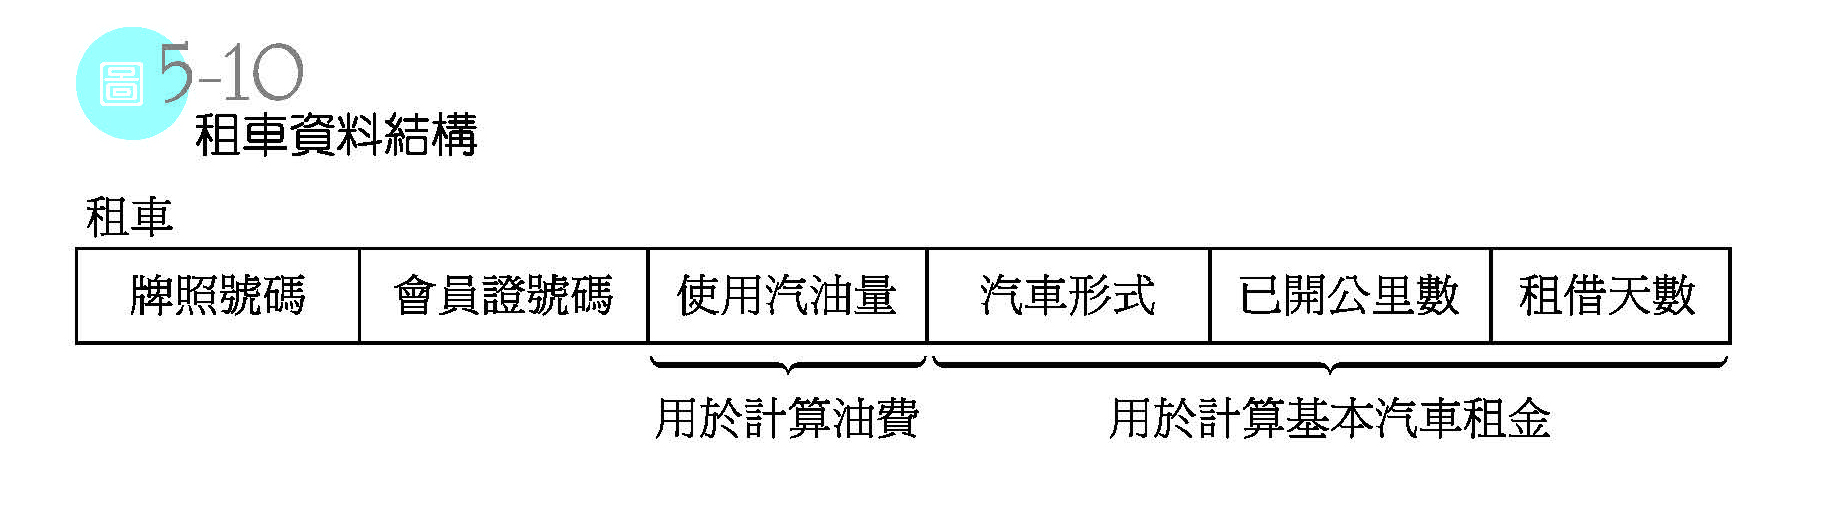 圖 5-10
租車資料結構
租車
牌照號碼 會員證號碼 使用汽油量 汽車形式 已開公里數 租借天數
用於計算油費 用於計算基本汽車租金